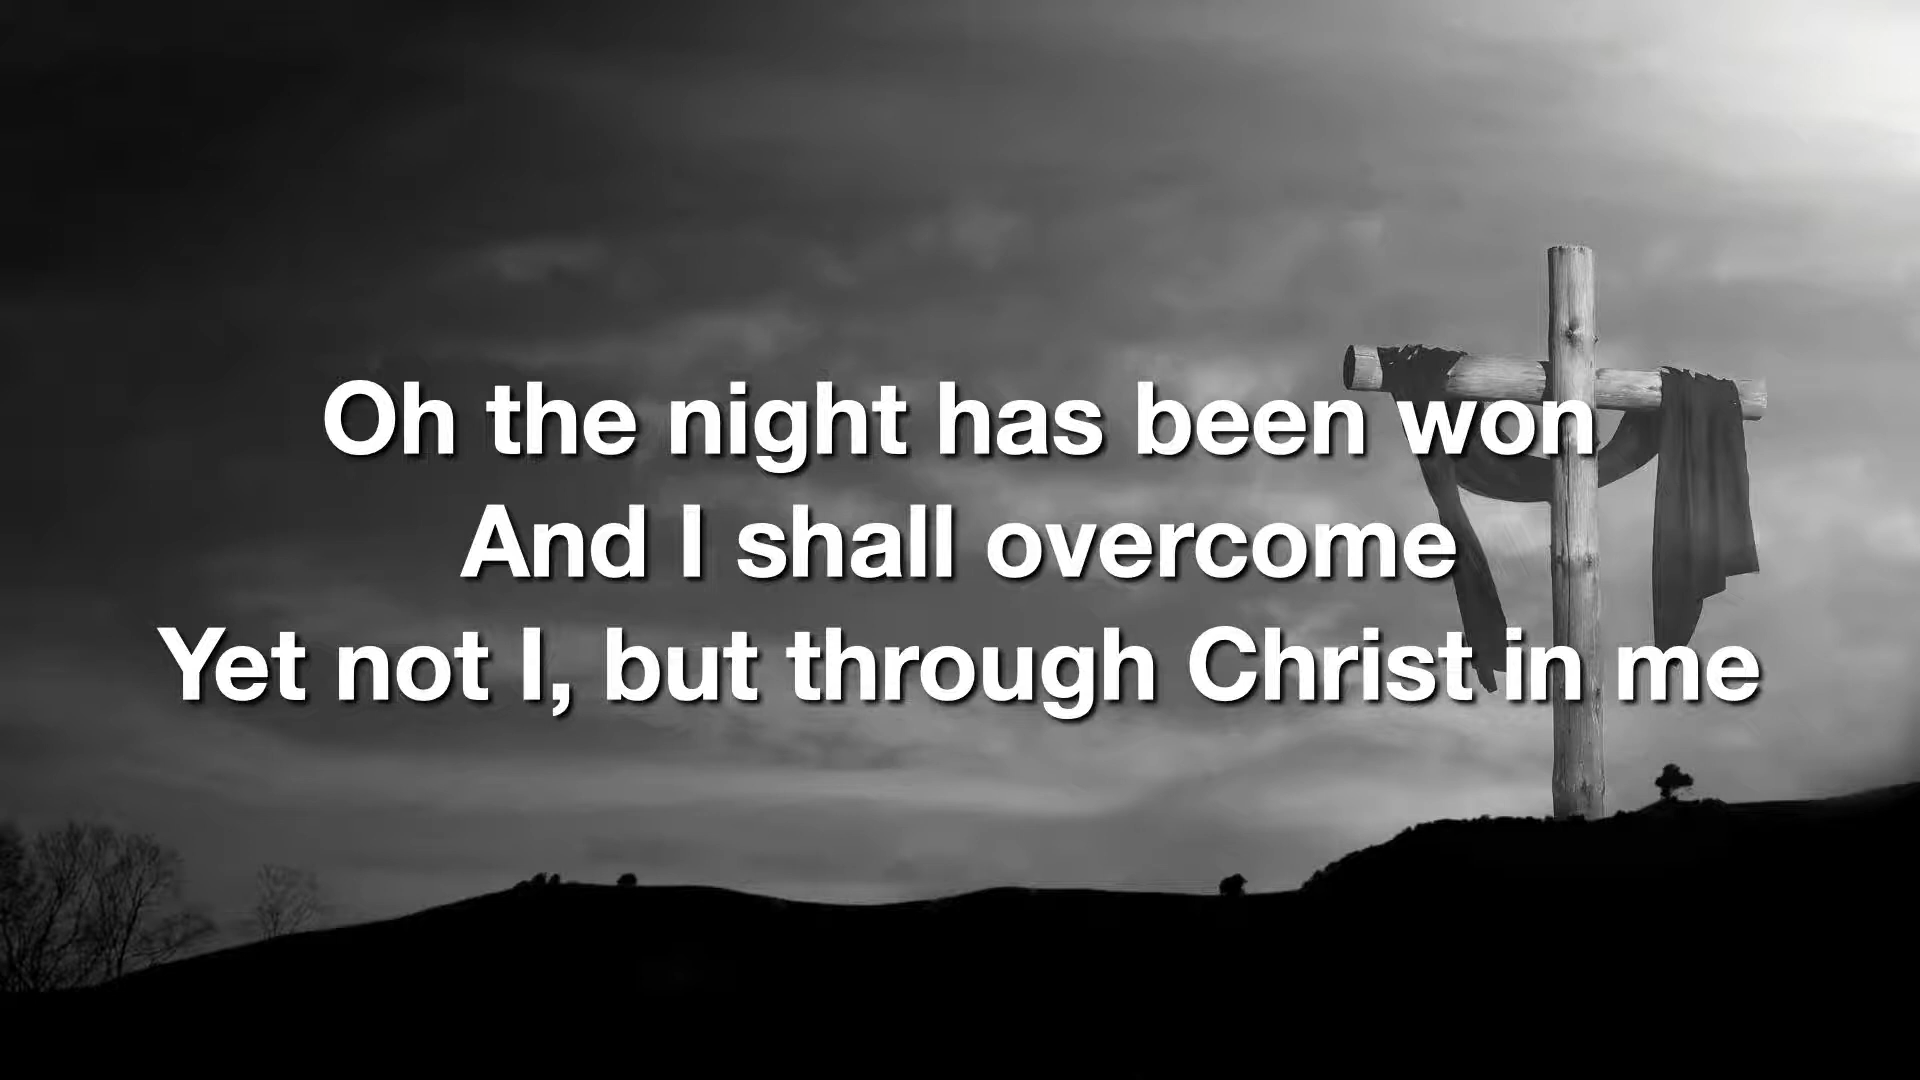 Oh the night has been won
And I shall overcome
Yet not I, but through Christ in me